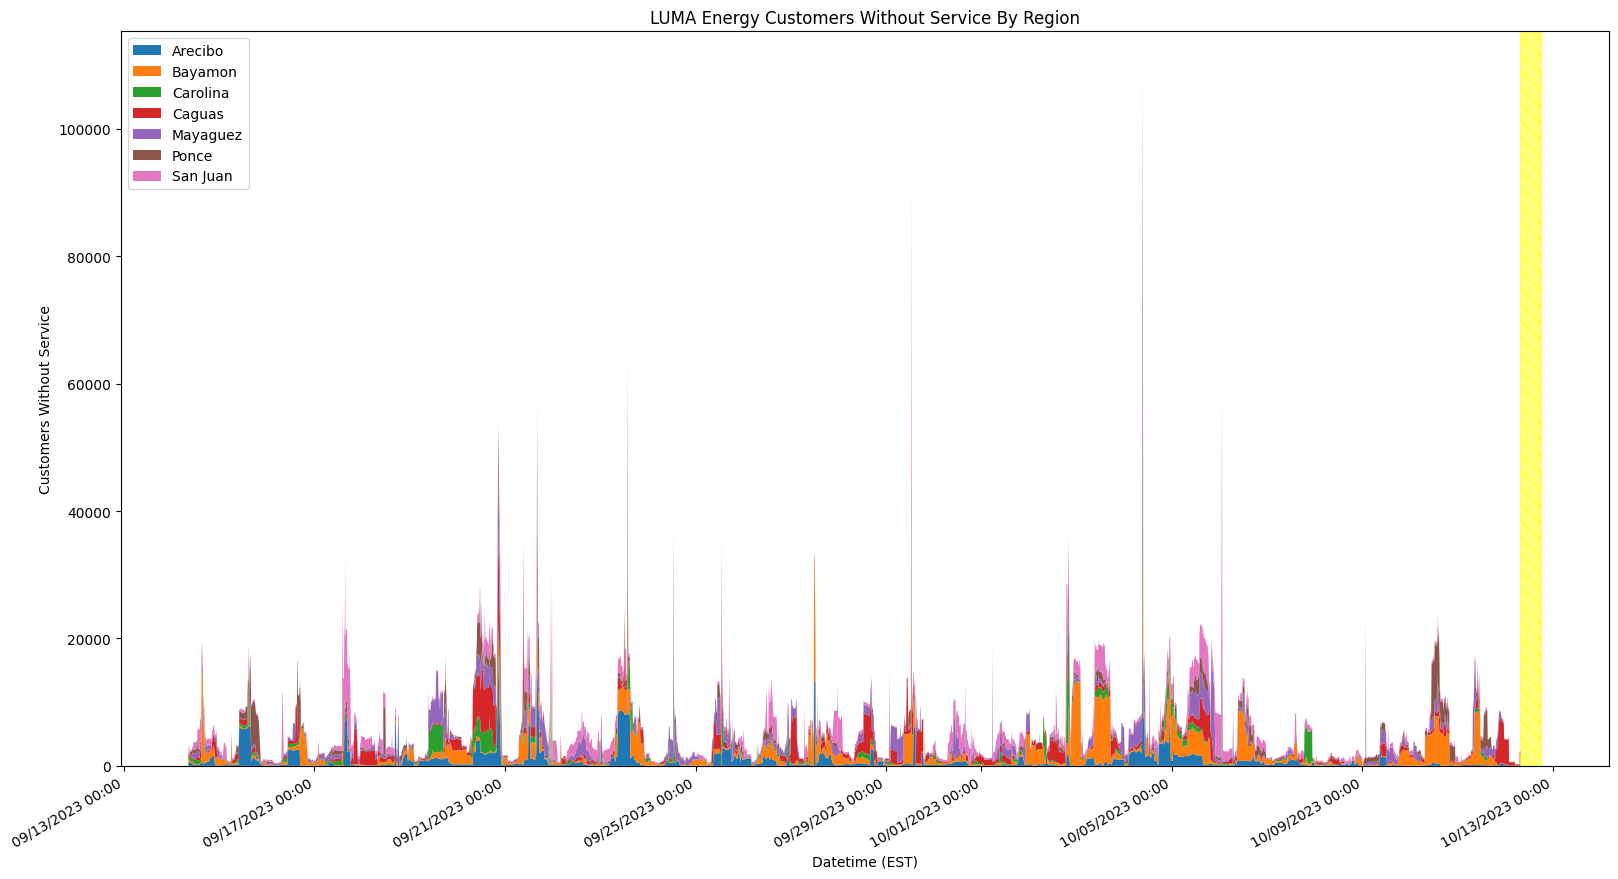 LUMA Energy Customers Without Service By Region
Arecibo
Bayamon
Carolina
Caguas
Mayaguez
Ponce
San Juan
100000
80000
60000
40000
20000
0
Customers Without Service
09/13/2023 00:00
09/17/2023 00:00
09/21/2023 00:00
09/25/2023 00:00
09/29/2023 00:00
10/01/2023 00:00
10/05/2023 00:00
10/09/2023 00:00
10/13/2023 00:00
Datetime (EST)